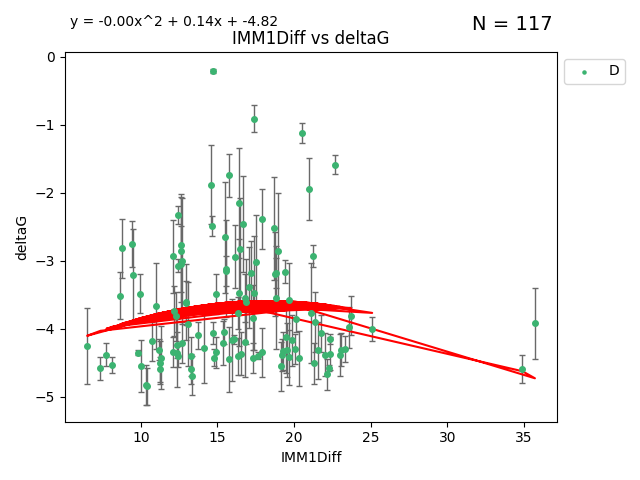 y = -0.00x^2 + 0.14x + -4.82
N = 117
IMM1Diff vs deltaG
D
deltaG
0
−1
−2
−3
−4
−5
10
15
20
25
30
35
IMM1Diff